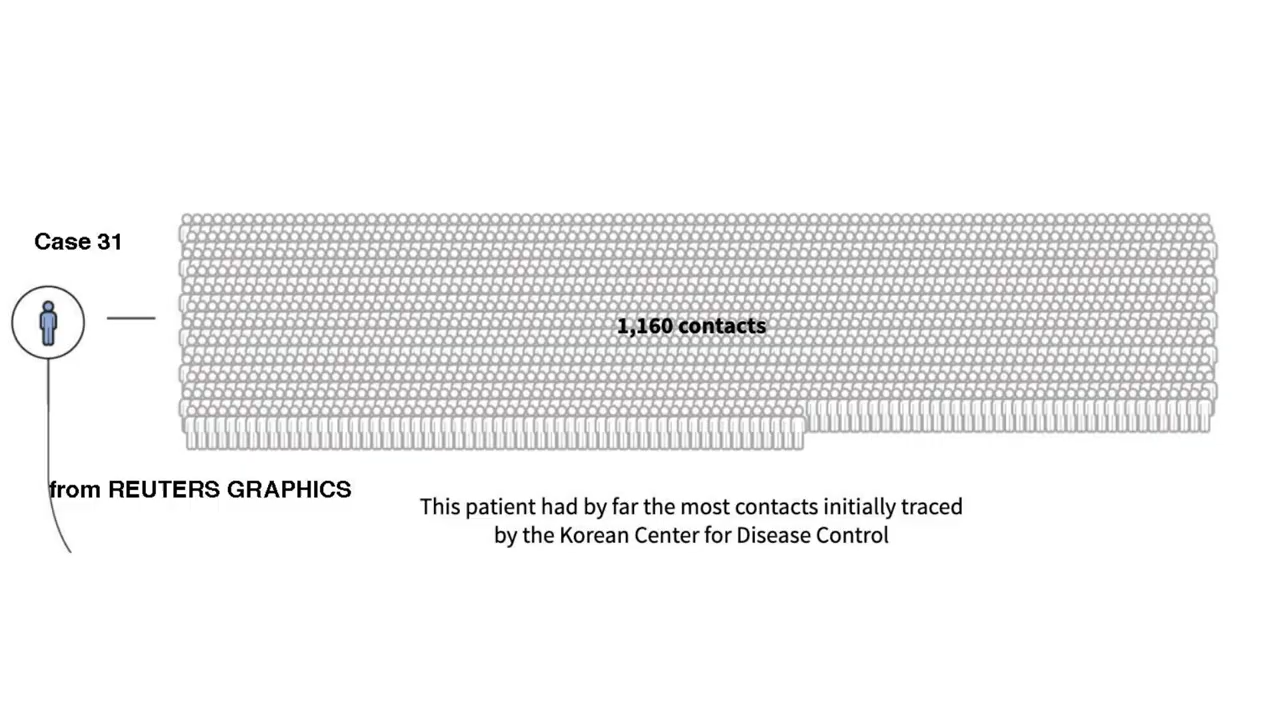 Case 31
1,160 contacts
from REUTERS GRAPHICS
This patient had by far the most contacts initially traced
by the Korean Center for Disease Control